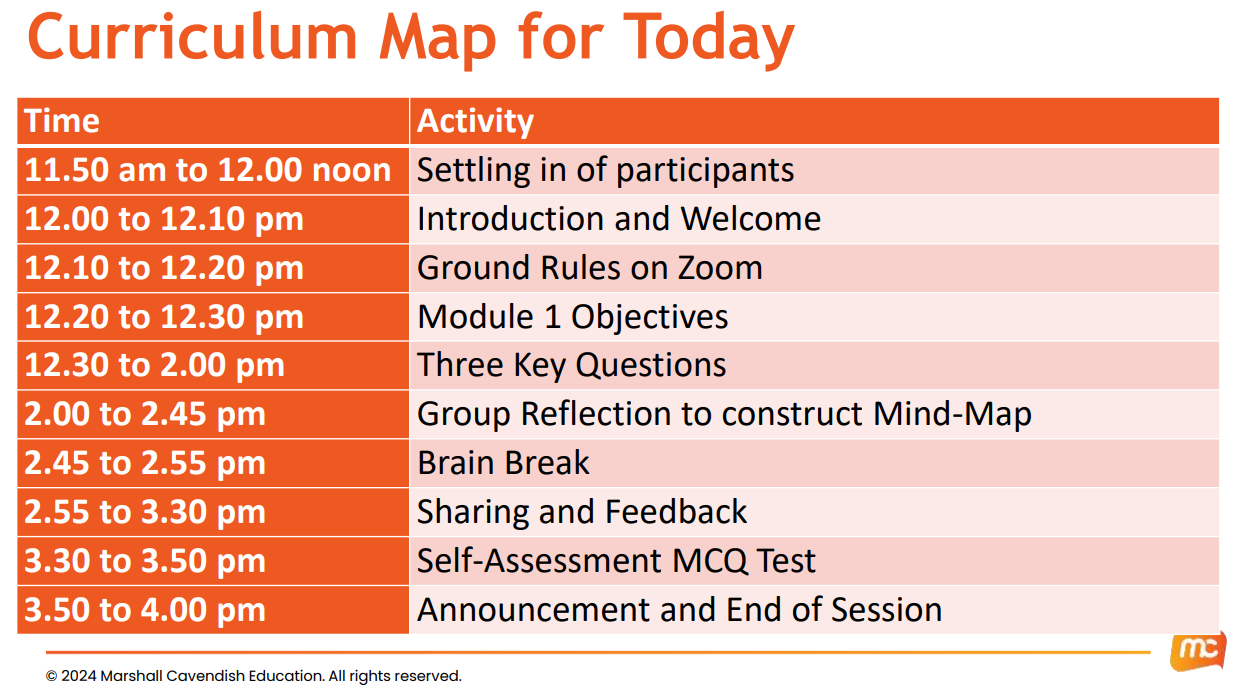 Curriculum Map for Today
Time Activity
11.50 am to 12.00 noon Settling in of participants
12.00 to 12.10 pm Introduction and Welcome
12.10 to 12.20 pm Ground Rules on Zoom
12.20 to 12.30 pm Module 1 Objectives
12.30 to 2.00 pm Three Key Questions
2.00 to 2.45 pm Group Reflection to construct Mind-Map
2.45 to 2.55 pm Brain Break
2.55 to 3.30 pm Sharing and Feedback
3.30 to 3.50 pm Self-Assessment MCQ Test
3.50 to 4.00 pm Announcement and End of Session
mc
© 2024 Marshall Cavendish Education. All rights reserved.